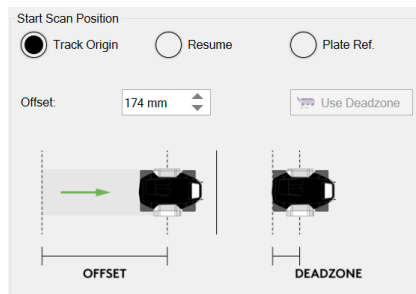 Start Scan Position
Track Origin Resume Plate Ref.
Offset: 174 mm Use Deadzone
OFFSET DEADZONE